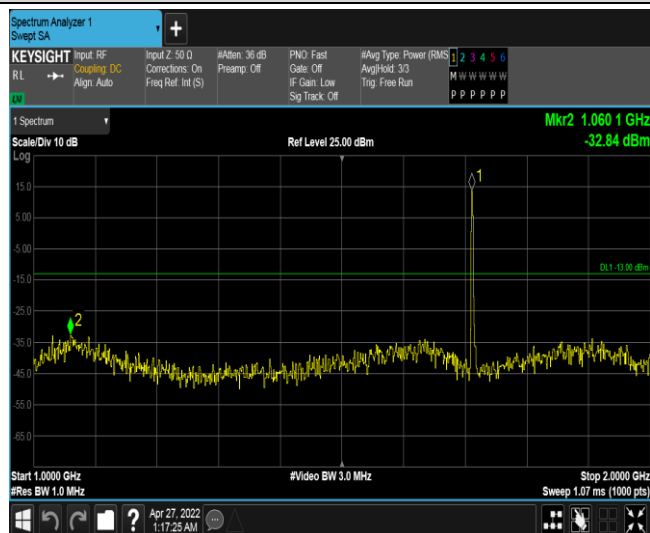 Spectrum Analyzer 1
Swept SA
+
KEYSIGHT
RL
LXI
Input: RF
Coupling: DC
Align: Auto
Input Z: 50 Ω
Corrections: On
Freq Ref: Int (S)
#Atten: 36 dB
Preamp: Off
PNO: Fast
Gate: Off
IF Gain: Low
Sig Track: Off
#Avg Type: Power (RMS
Avg|Hold: 3/3
Trig: Free Run
1 2 3 4 5 6
M W W W W W
P P P P P P
1 Spectrum
Scale/Div 10 dB
Ref Level 25.00 dBm
Mkr2 1.060 1 GHz
-32.84 dBm
Log
15.0
5.00
-5.00
-15.0
-25.0
-35.0
-45.0
-55.0
-65.0
1
2
DL1 -13.00 dBm
Start 1.0000 GHz
#Res BW 1.0 MHz
#Video BW 3.0 MHz
Stop 2.0000 GHz
Sweep 1.07 ms (1000 pts)
?
Apr 27, 2022
1:17:25 AM